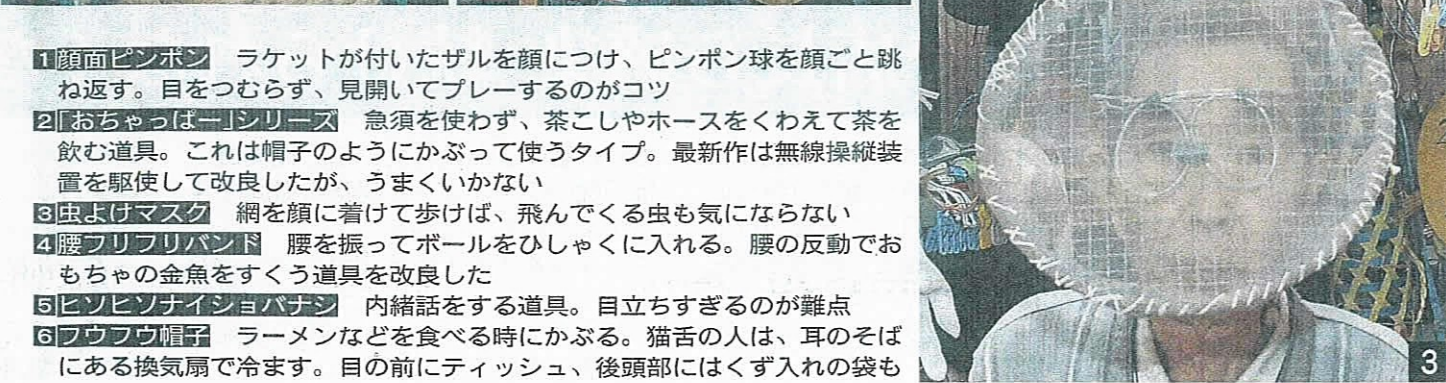 1顔面ピンポン　ラケットが付いたザルを顔につけ、ピンポン球を顔ごと跳
ね返す。目をつむらず、見開いてプレーするのがコツ
2「おちゃっぱー」シリーズ　急須を使わず、茶こしやホースをくわえて茶を
飲む道具。これは帽子のようにかぶって使うタイプ。最新作は無線操縦装
置を駆使して改良したが、うまくいかない
3虫よけマスク　網を顔に着けて歩けば、飛んでくる虫も気にならない
4腰フリフリバンド　腰を振ってボールをひしゃくに入れる。腰の反動でお
もちゃの金魚をすくう道具を改良した
5ヒソヒソナイショバナシ　内緒話をする道具。目立ちすぎるのが難点
6フウフウ帽子　ラーメンなどを食べる時にかぶる。猫舌の人は、耳のそば
にある換気扇で冷ます。目の前にティッシュ、後頭部にはくず入れの袋も
3